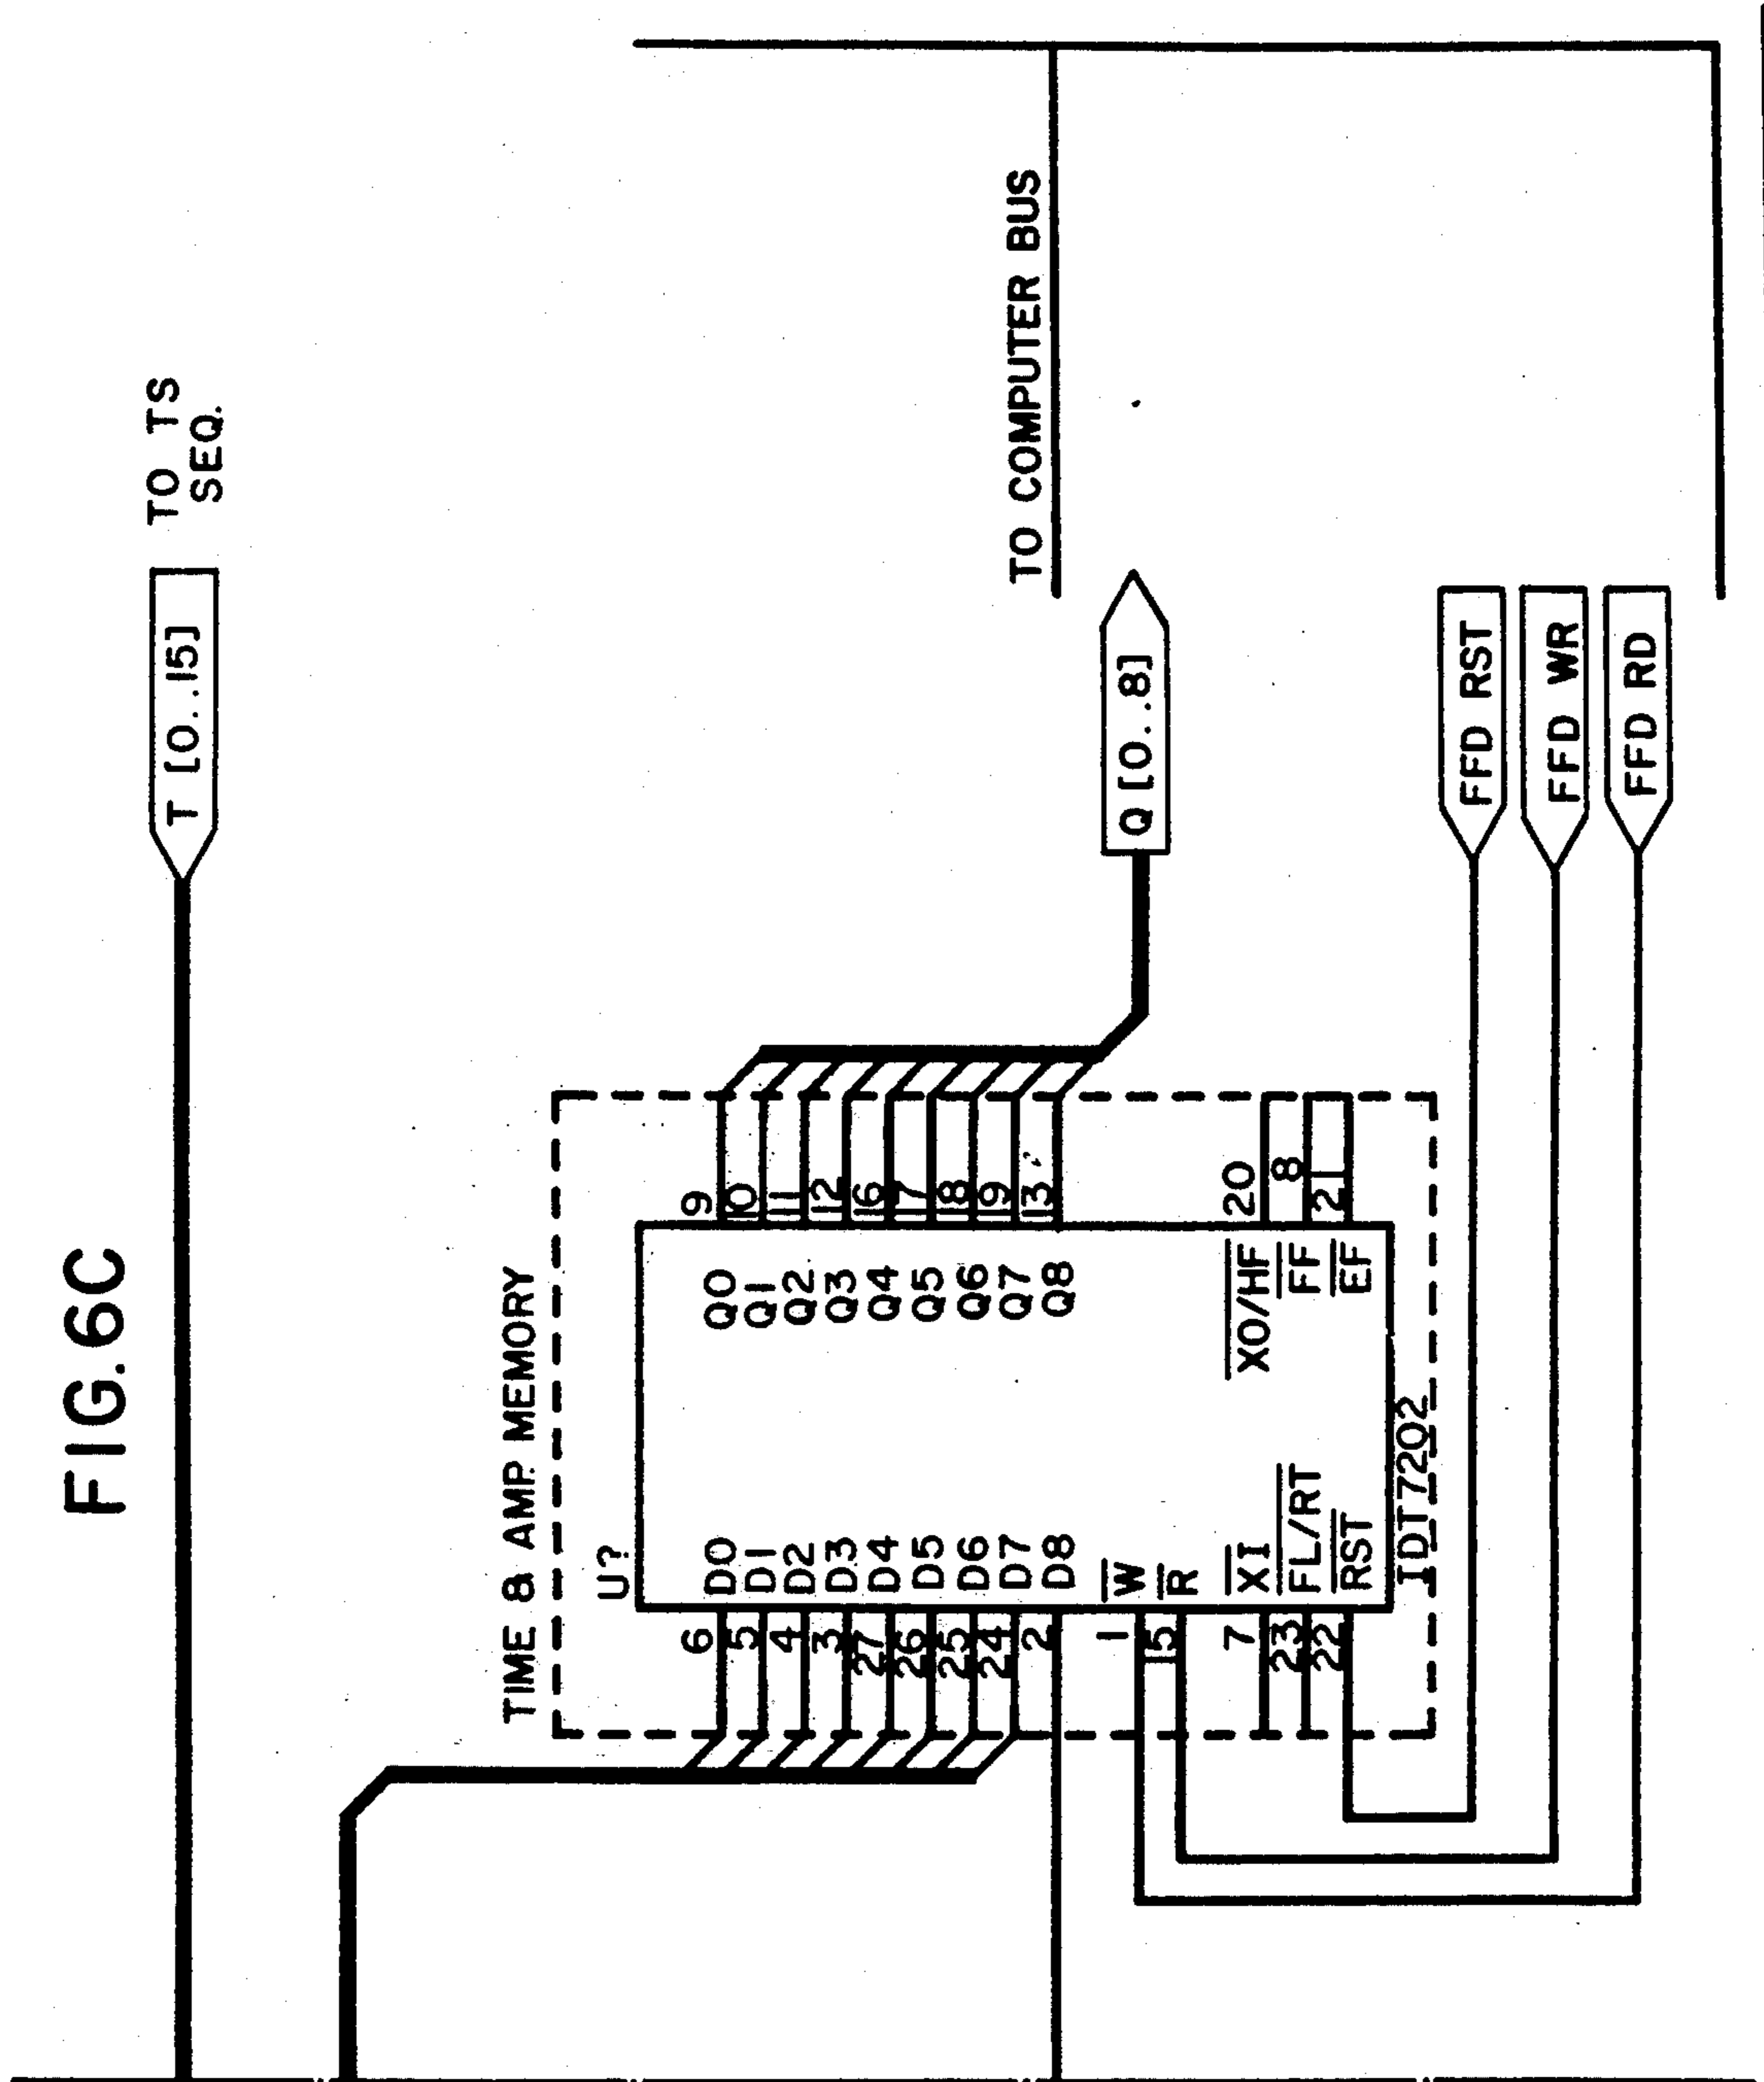 FIG.6C
T [0..15]
TO TS
SEQ.
TIME & AMP. MEMORY
U?
6 D0 Q0 9
5 D1 Q1 10
4 D2 Q2 11
3 D3 Q3 12
27 D4 Q4 16
26 D5 Q5 17
25 D6 Q6 18
24 D7 Q7 19
2 D8 Q8 13
1 W
15 R
7 XI XO/HF 20
23 FL/RT FF 8
22 RST EF 21
IDT7202
TO COMPUTER BUS
Q [0..8]
FFD RST
FFD WR
FFD RD